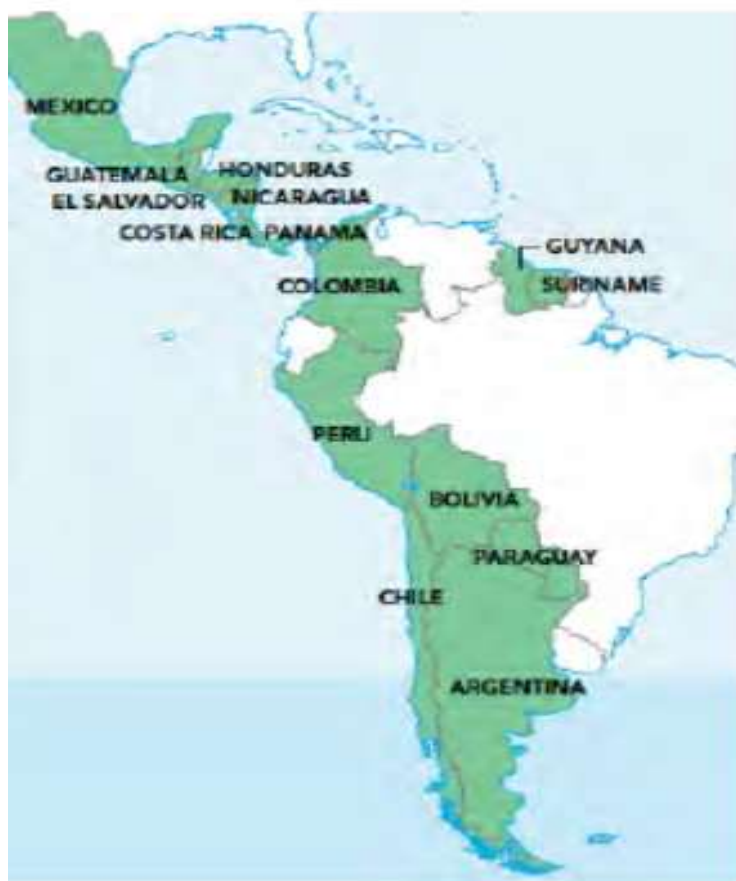 MEXICO
GUATEMALA
HONDURAS
EL SALVADOR
NICARAGUA
COSTA RICA
PANAMA
GUYANA
COLOMBIA
SURINAME
PERU
BOLIVIA
PARAGUAY
CHILE
ARGENTINA